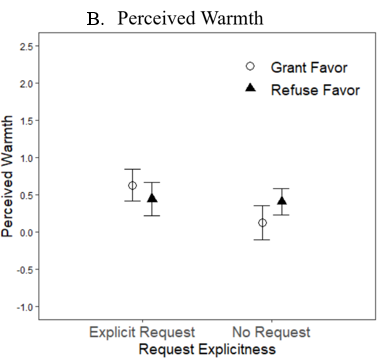 B. Perceived Warmth
2.5
2.0
1.5
1.0
0.5
0.0
-0.5
-1.0
Perceived Warmth
Grant Favor
Refuse Favor
Explicit Request
No Request
Request Explicitness